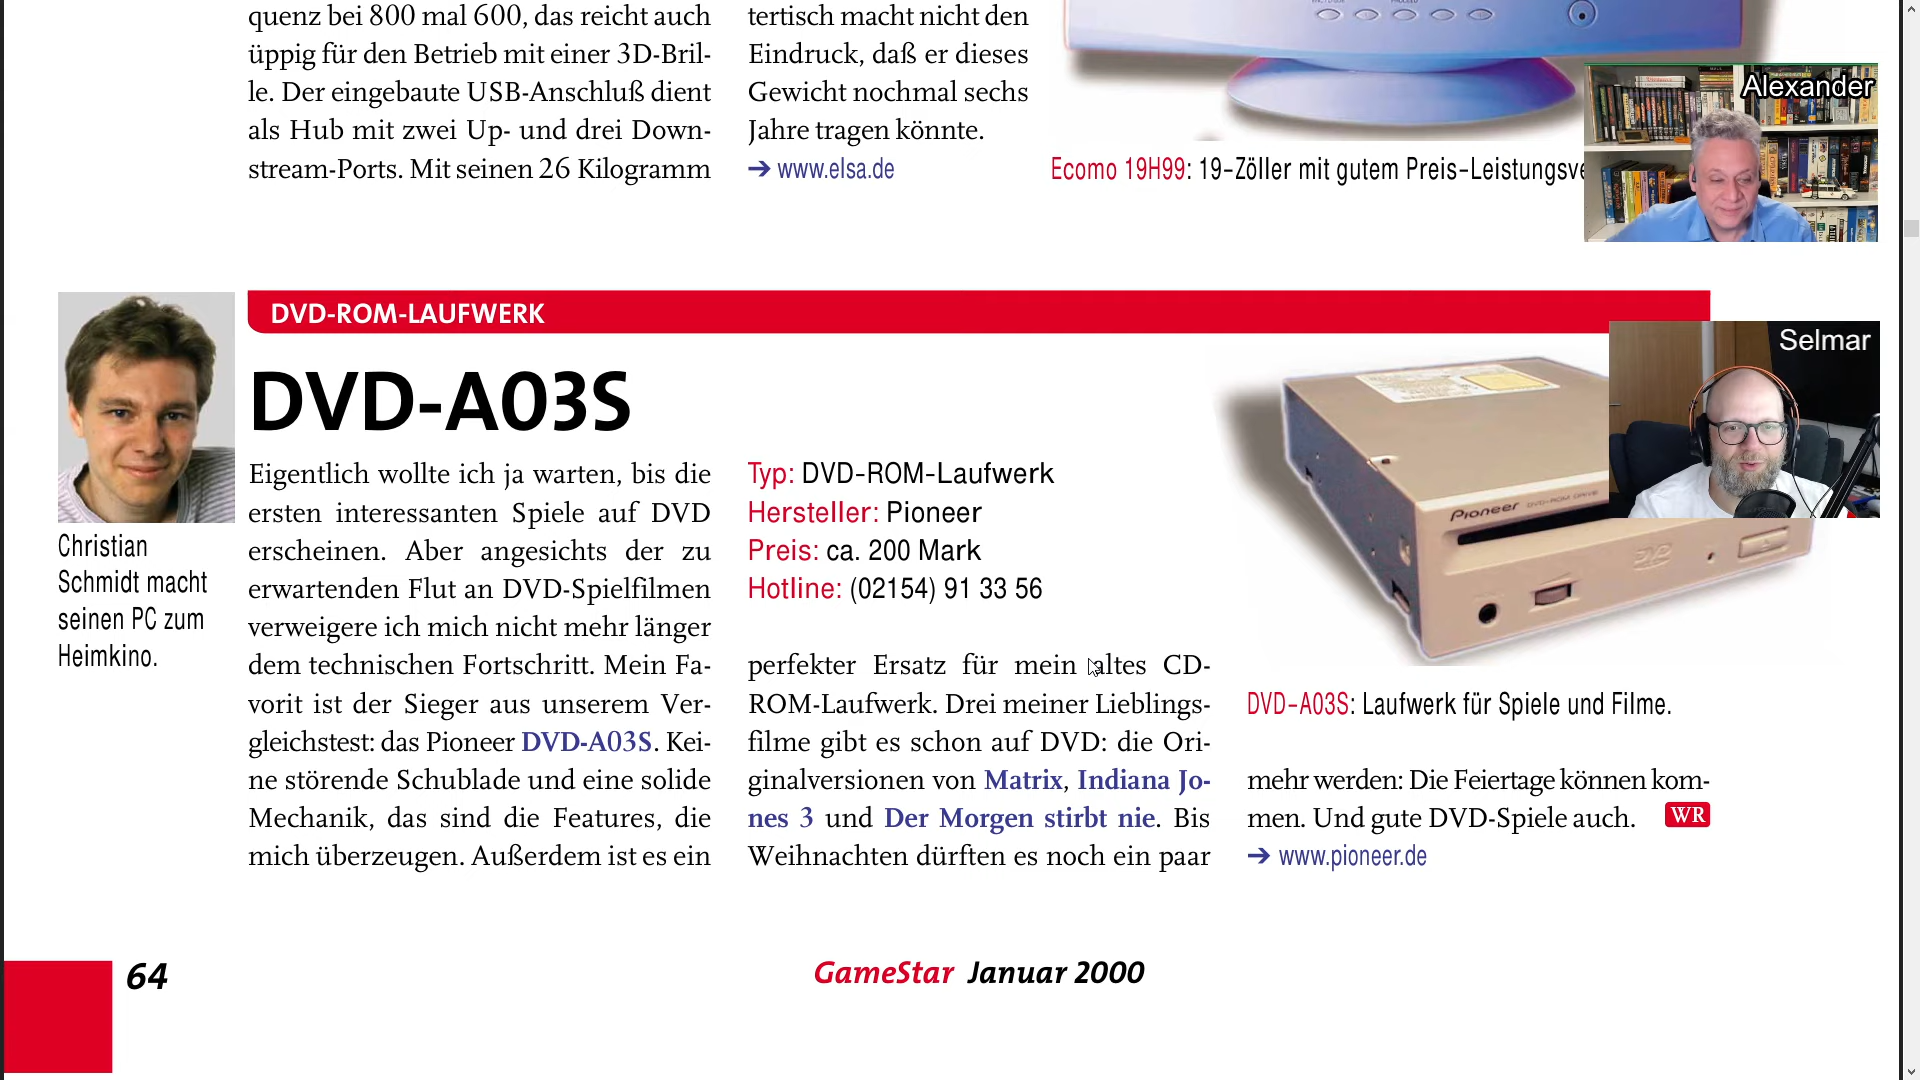 quenz bei 800 mal 600, das reicht auch
üppig für den Betrieb mit einer 3D-Bril-
le. Der eingebaute USB-Anschluß dient
als Hub mit zwei Up- und drei Down-
stream-Ports. Mit seinen 26 Kilogramm
tertisch macht nicht den
Eindruck, daß er dieses
Gewicht nochmal sechs
Jahre tragen könnte.
➔ www.elsa.de
Ecomo 19H99: 19-Zöller mit gutem Preis-Leistungsve
Alexander
DVD-ROM-LAUFWERK
Selmar
Christian
Schmidt macht
seinen PC zum
Heimkino.
DVD-A03S
Eigentlich wollte ich ja warten, bis die
ersten interessanten Spiele auf DVD
erscheinen. Aber angesichts der zu
erwartenden Flut an DVD-Spielfilmen
verweigere ich mich nicht mehr länger
dem technischen Fortschritt. Mein Fa-
vorit ist der Sieger aus unserem Ver-
gleichstest: das Pioneer DVD-A03S. Kei-
ne störende Schublade und eine solide
Mechanik, das sind die Features, die
mich überzeugen. Außerdem ist es ein
Typ: DVD-ROM-Laufwerk
Hersteller: Pioneer
Preis: ca. 200 Mark
Hotline: (02154) 91 33 56
perfekter Ersatz für mein altes CD-
ROM-Laufwerk. Drei meiner Lieblings-
filme gibt es schon auf DVD: die Ori-
ginalversionen von Matrix, Indiana Jo-
nes 3 und Der Morgen stirbt nie. Bis
Weihnachten dürften es noch ein paar
Pioneer DVD-ROM DRIVE
DVD
DVD-A03S: Laufwerk für Spiele und Filme.
mehr werden: Die Feiertage können kom-
men. Und gute DVD-Spiele auch. WR
➔ www.pioneer.de
64
GameStar Januar 2000